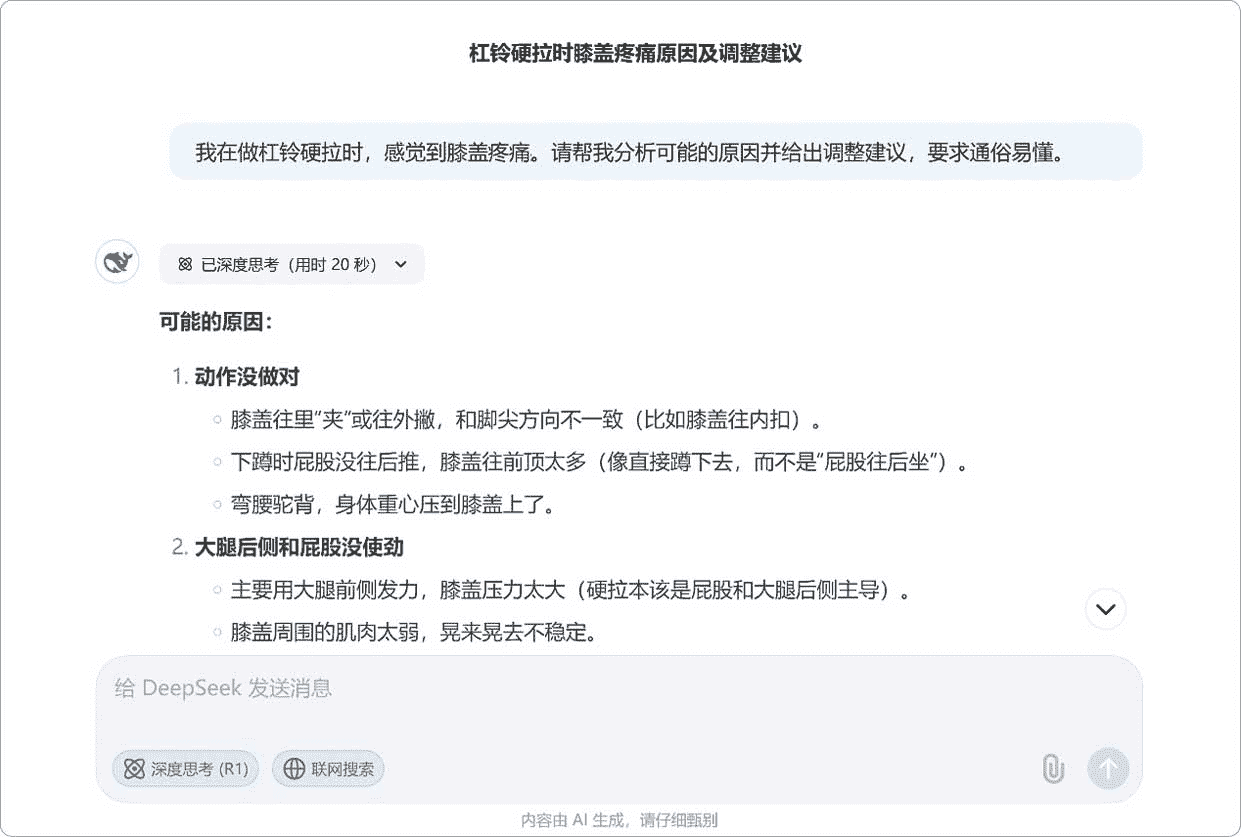 杠铃硬拉时膝盖疼痛原因及调整建议
我在做杠铃硬拉时，感觉到膝盖疼痛。请帮我分析可能的原因并给出调整建议，要求通俗易懂。
已深度思考（用时 20 秒）
可能的原因：
1. 动作没做对
膝盖往里"夹"或往外撇，和脚尖方向不一致（比如膝盖往内扣）。
下蹲时屁股没往后推，膝盖往前顶太多（像直接蹲下去，而不是"屁股往后坐"）。
弯腰驼背，身体重心压到膝盖上了。
2. 大腿后侧和屁股没使劲
主要用大腿前侧发力，膝盖压力太大（硬拉本该是屁股和大腿后侧主导）。
膝盖周围的肌肉太弱，晃来晃去不稳定。
给 DeepSeek 发送消息
深度思考 (R1) 联网搜索
内容由 AI 生成，请仔细甄别